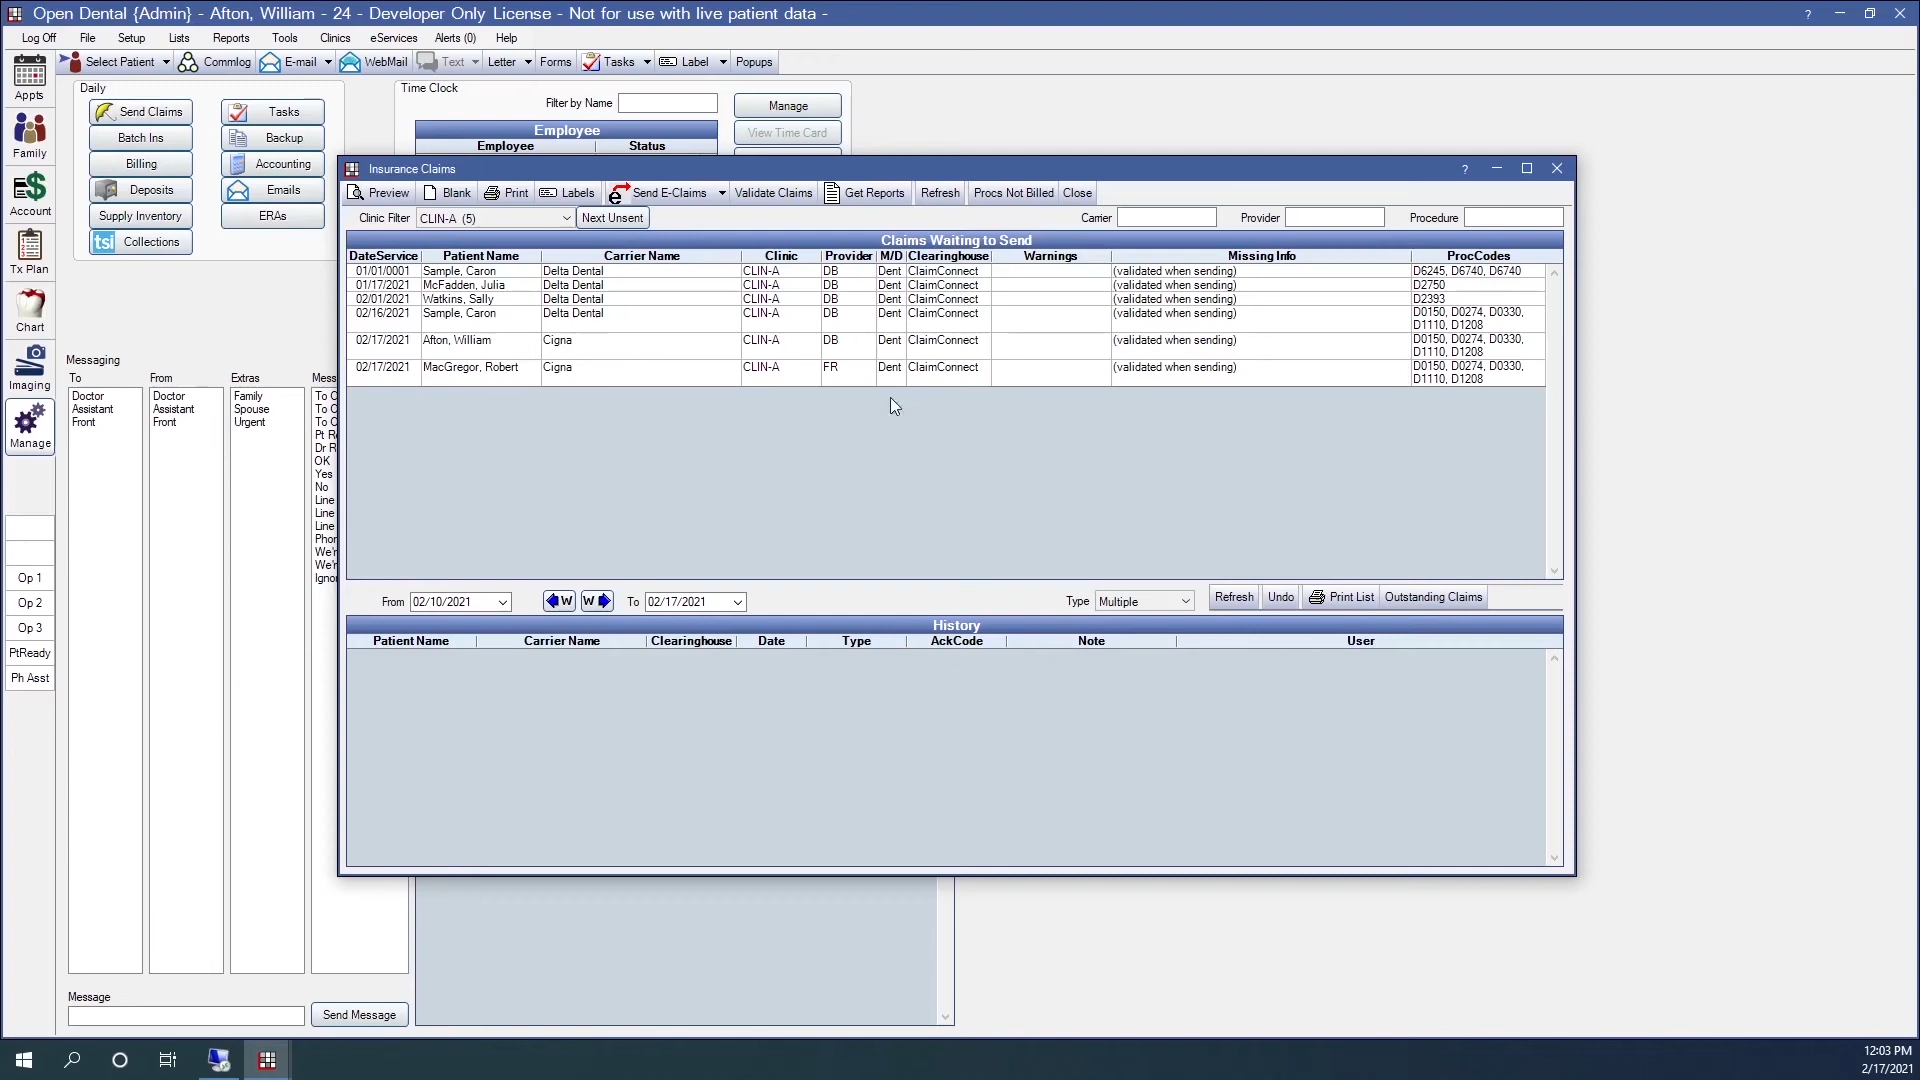 Open Dental {Admin} - Afton, William - 24 - Developer Only License - Not for use with live patient data -
Log Off File Setup Lists Reports Tools Clinics eServices Alerts (0) Help
Select Patient Commlog E-mail WebMail Text Letter Forms Tasks Label Popups
Appts
Family
Account
Tx Plan
Chart
Imaging
Manage
Op 1
Op 2
Op 3
PtReady
Ph Asst
Daily
Send Claims Tasks
Batch Ins Backup
Billing Accounting
Deposits Emails
Supply Inventory ERAs
tsi Collections
Time Clock
Filter by Name Manage
Employee View Time Card
Employee Status
Messaging
To From Extras Mess
Doctor
Assistant
Front
Doctor
Assistant
Front
Family
Spouse
Urgent
To C
To C
To C
Pt R
Dr R
OK
Yes
No
Line
Line
Line
Phor
We'r
We'r
Ignor
Message
Send Message
Insurance Claims ?
Preview Blank Print Labels e Send E-Claims Validate Claims Get Reports Refresh Procs Not Billed Close
Clinic Filter CLIN-A (5) Next Unsent Carrier Provider Procedure
Claims Waiting to Send
DateService Patient Name Carrier Name Clinic Provider M/D Clearinghouse Warnings Missing Info ProcCodes
01/01/0001 Sample, Caron Delta Dental CLIN-A DB Dent ClaimConnect (validated when sending) D6245, D6740, D6740
01/17/2021 McFadden, Julia Delta Dental CLIN-A DB Dent ClaimConnect (validated when sending) D2750
02/01/2021 Watkins, Sally Delta Dental CLIN-A DB Dent ClaimConnect (validated when sending) D2393
02/16/2021 Sample, Caron Delta Dental CLIN-A DB Dent ClaimConnect (validated when sending) D0150, D0274, D0330,
D1110, D1208
02/17/2021 Afton, William Cigna CLIN-A DB Dent ClaimConnect (validated when sending) D0150, D0274, D0330,
D1110, D1208
02/17/2021 MacGregor, Robert Cigna CLIN-A FR Dent ClaimConnect (validated when sending) D0150, D0274, D0330,
D1110, D1208
From 02/10/2021 W W To 02/17/2021 Type Multiple Refresh Undo Print List Outstanding Claims
History
Patient Name Carrier Name Clearinghouse Date Type AckCode Note User
12:03 PM
2/17/2021